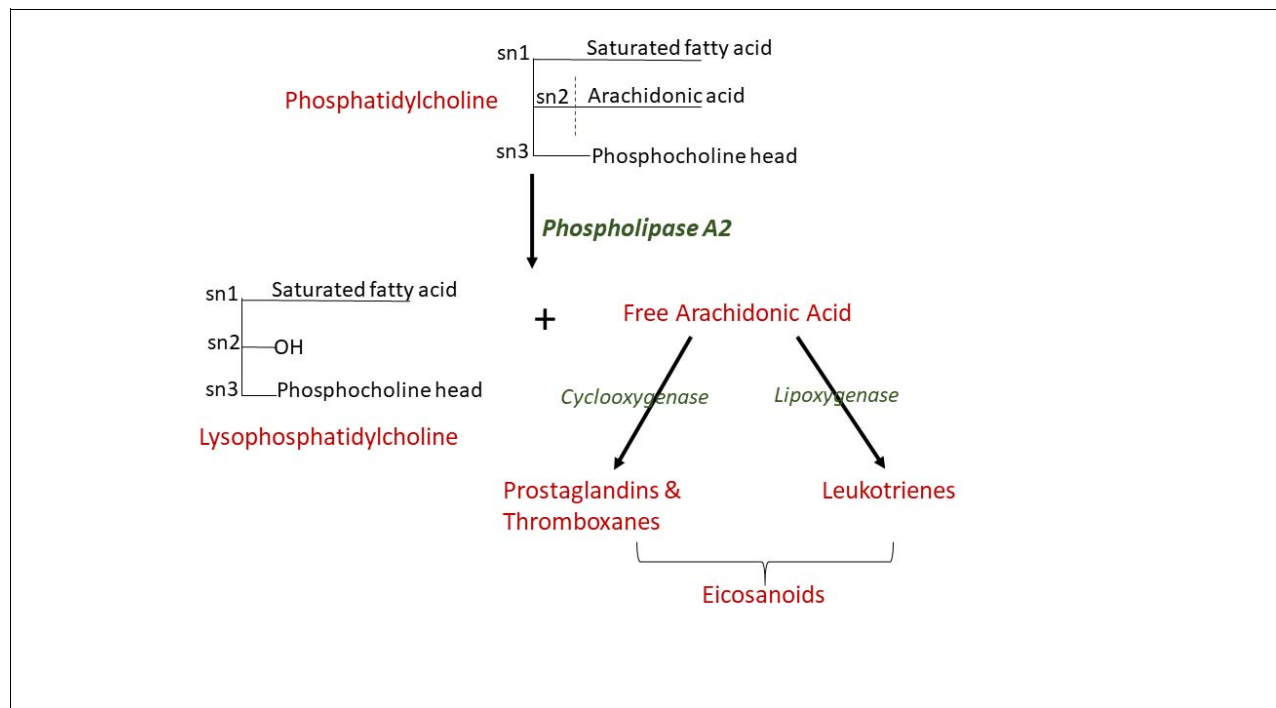 sn1 Saturated fatty acid
Phosphatidylcholine
sn2 Arachidonic acid
sn3 Phosphocholine head
Phospholipase A2
sn1 Saturated fatty acid
sn2 OH
sn3 Phosphocholine head
Lysophosphatidylcholine
+
Free Arachidonic Acid
Cyclooxygenase
Lipoxygenase
Prostaglandins &
Thromboxanes
Leukotrienes
Eicosanoids